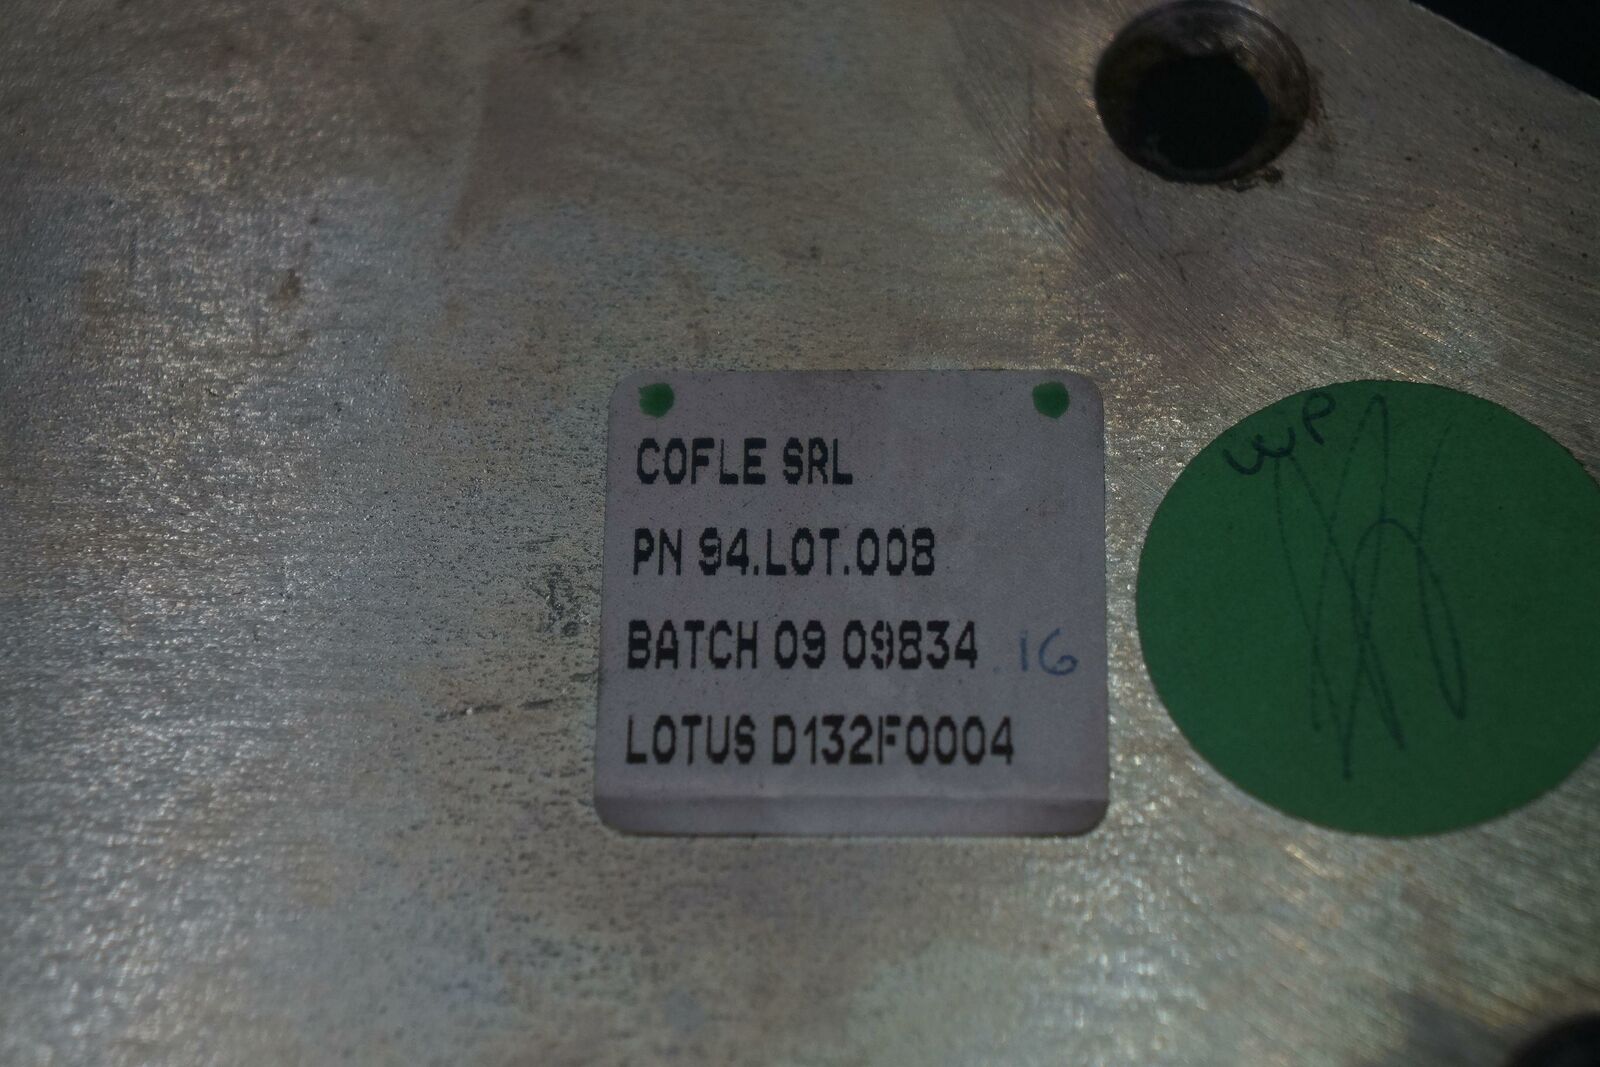 COFLE SRL
PN 94.LOT.008
BATCH 09 09834 .16
LOTUS D132F0004
WP